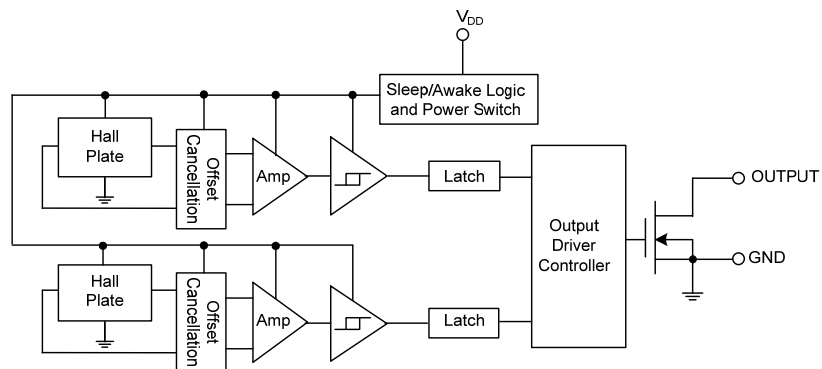 VDD
Sleep/Awake Logic
and Power Switch
Hall
Plate
Offset
Cancellation
Amp
Latch
Output
Driver
Controller
OUTPUT
GND
Hall
Plate
Offset
Cancellation
Amp
Latch